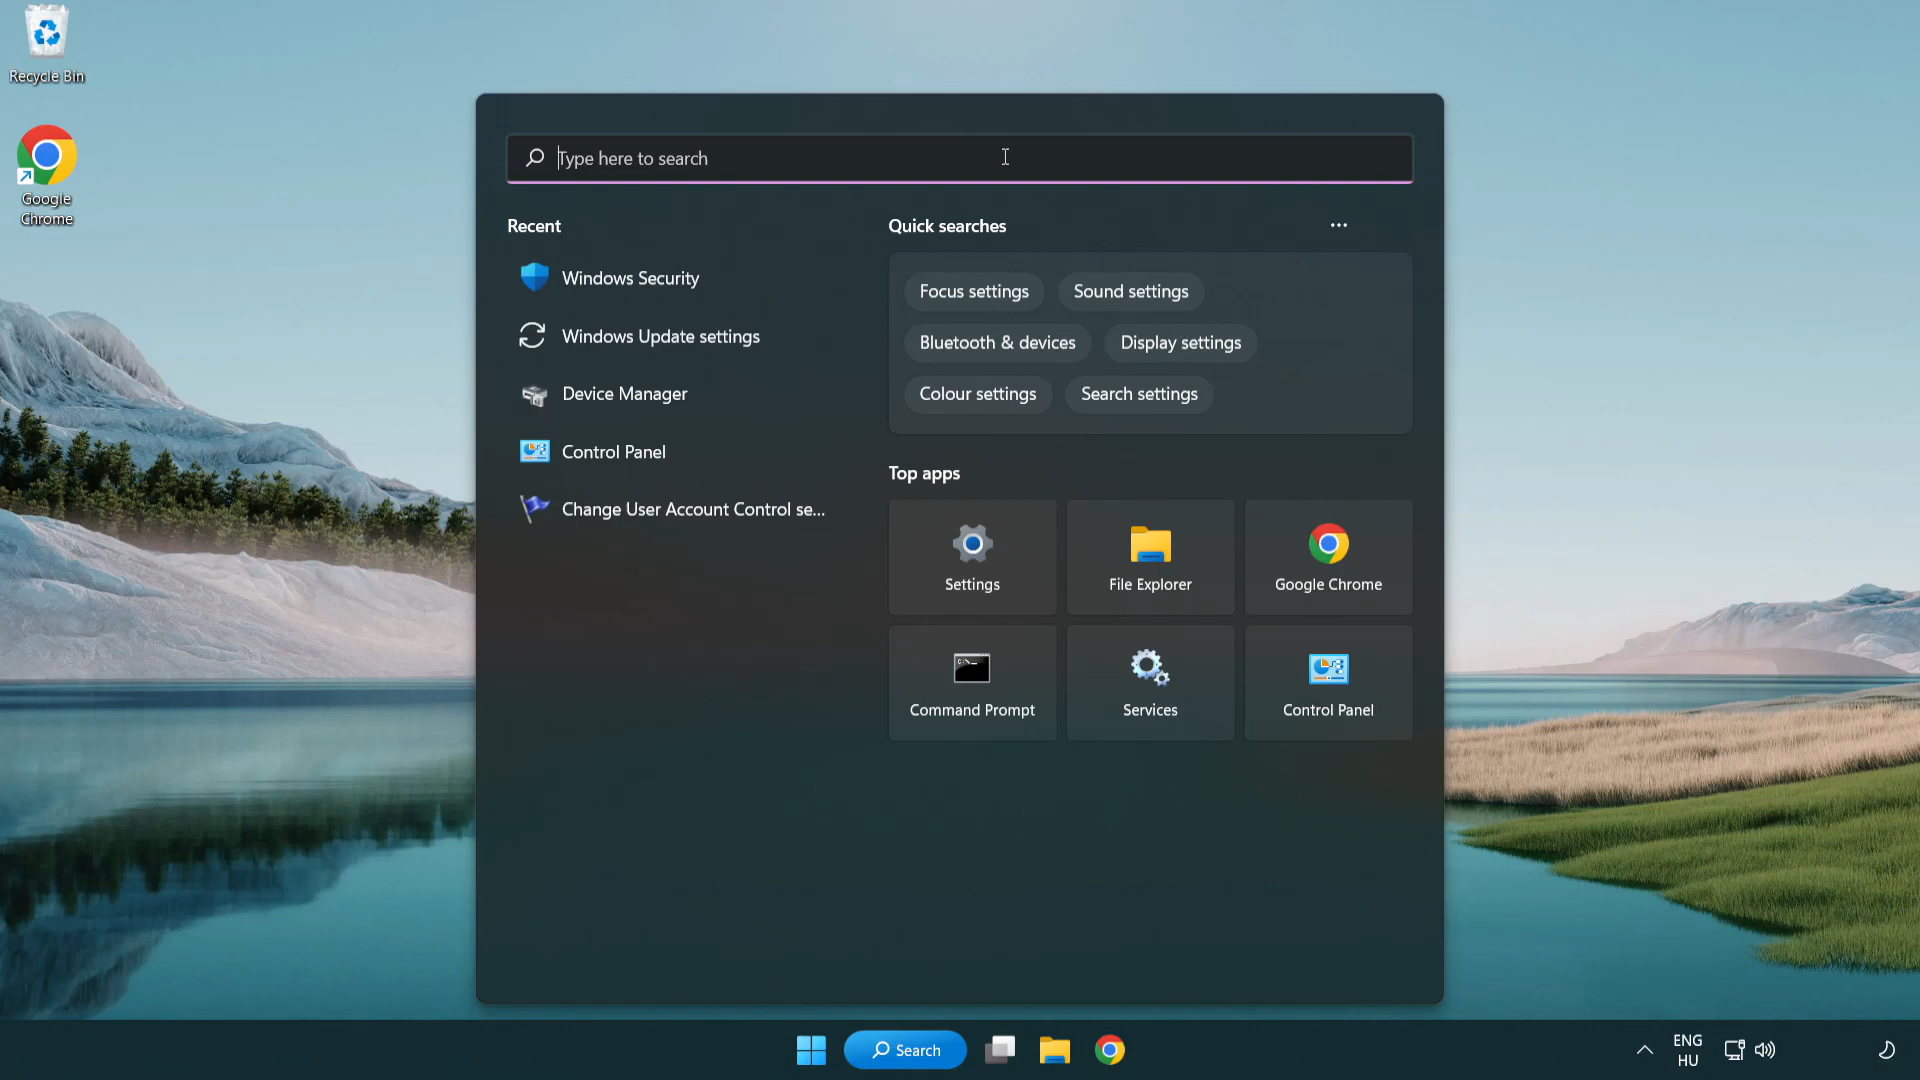 Recycle Bin
Google
Chrome
Type here to search
Recent
Windows Security
Windows Update settings
Device Manager
Control Panel
Change User Account Control se...
Quick searches
Focus settings
Sound settings
Bluetooth & devices
Display settings
Colour settings
Search settings
Top apps
Settings
File Explorer
Google Chrome
Command Prompt
Services
Control Panel
Search
ENG
HU